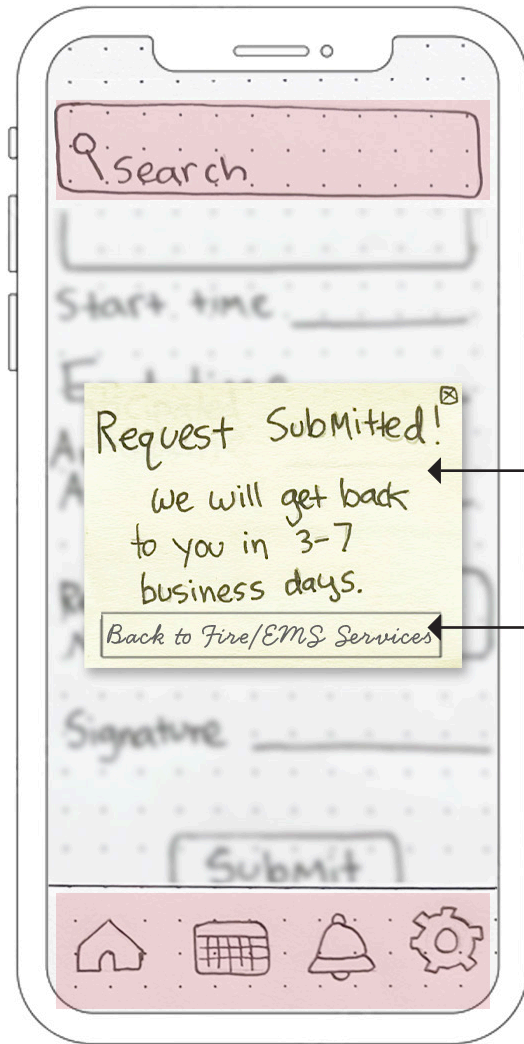 search
Start time
Request Submitted!
we will get back
to you in 3-7
business days.
Back to Fire/EMS Services
Signature
Submit